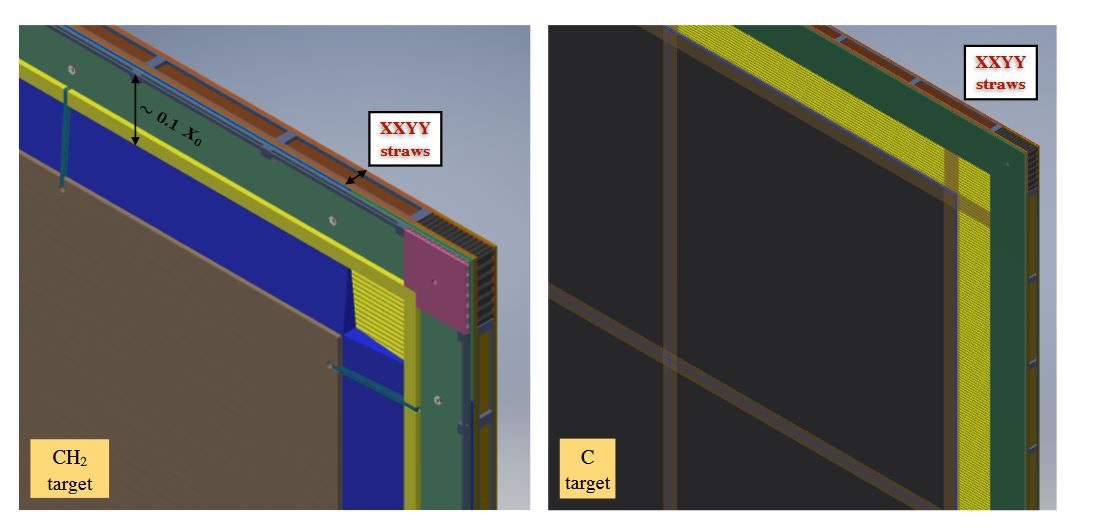 XXYY
straws
~ 0.1 X₀
CH₂
target
XXYY
straws
C
target